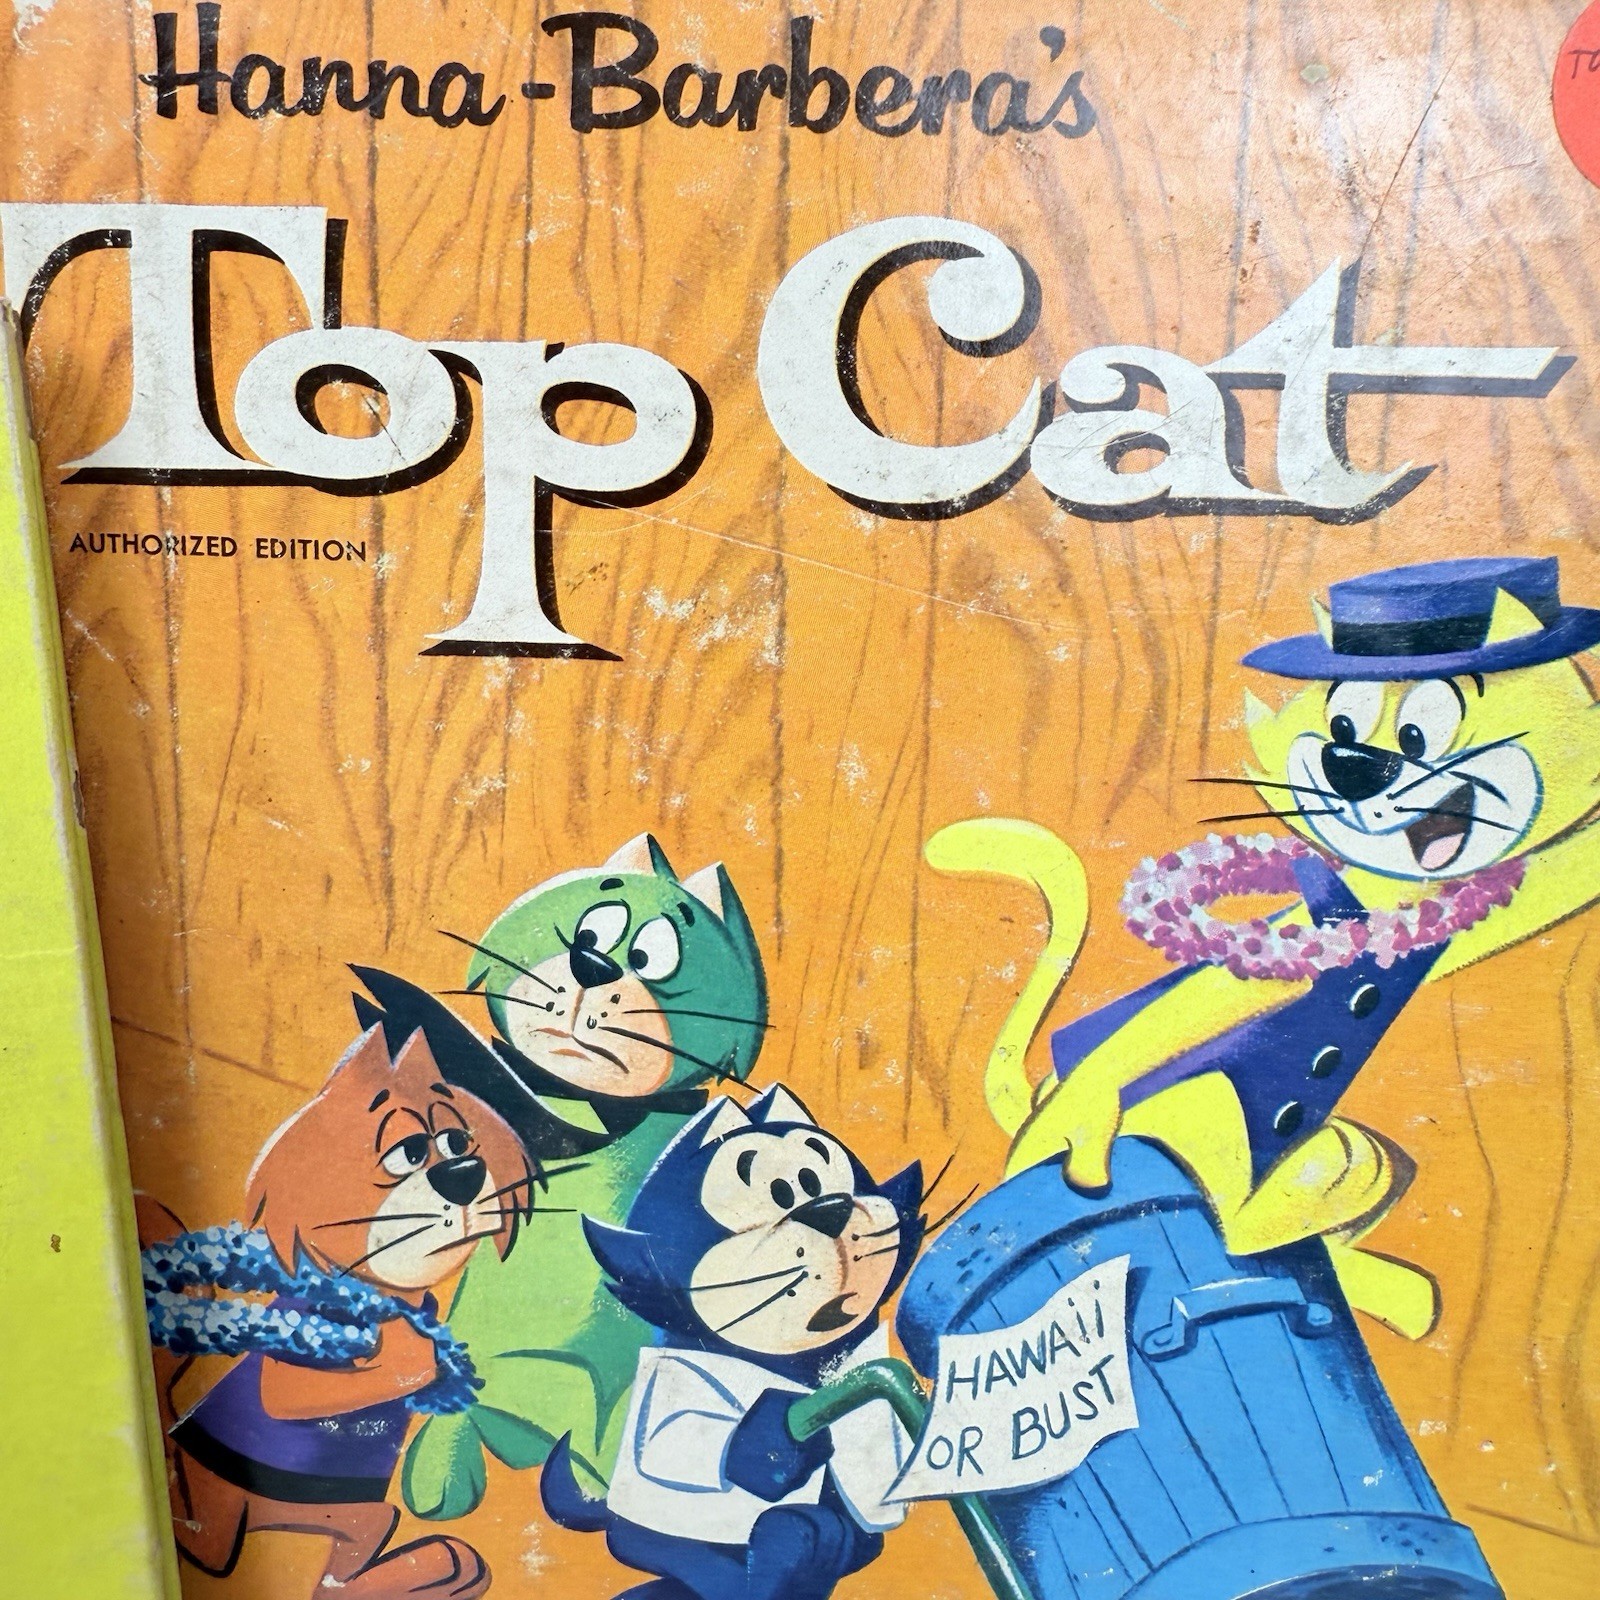 Hanna-Barbera's
Top Cat
AUTHORIZED EDITION
HAWAii
OR BUST